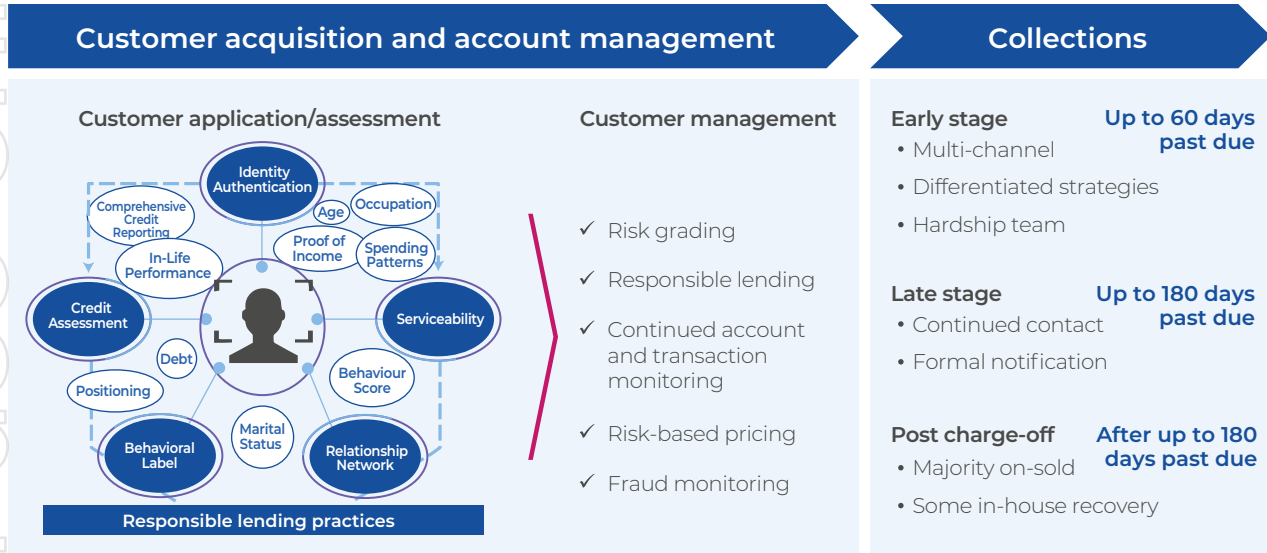 Customer acquisition and account management
Collections
Customer application/assessment
Identity
Authentication
Comprehensive
Credit
Reporting
Age
Occupation
In-Life
Performance
Proof of
Income
Spending
Patterns
Credit
Assessment
Serviceability
Debt
Positioning
Behaviour
Score
Marital
Status
Behavioral
Label
Relationship
Network
Responsible lending practices
Customer management
✓ Risk grading
✓ Responsible lending
✓ Continued account
and transaction
monitoring
✓ Risk-based pricing
✓ Fraud monitoring
Early stage
Up to 60 days
past due
• Multi-channel
• Differentiated strategies
• Hardship team
Late stage
Up to 180 days
past due
• Continued contact
• Formal notification
Post charge-off
After up to 180
days past due
• Majority on-sold
• Some in-house recovery